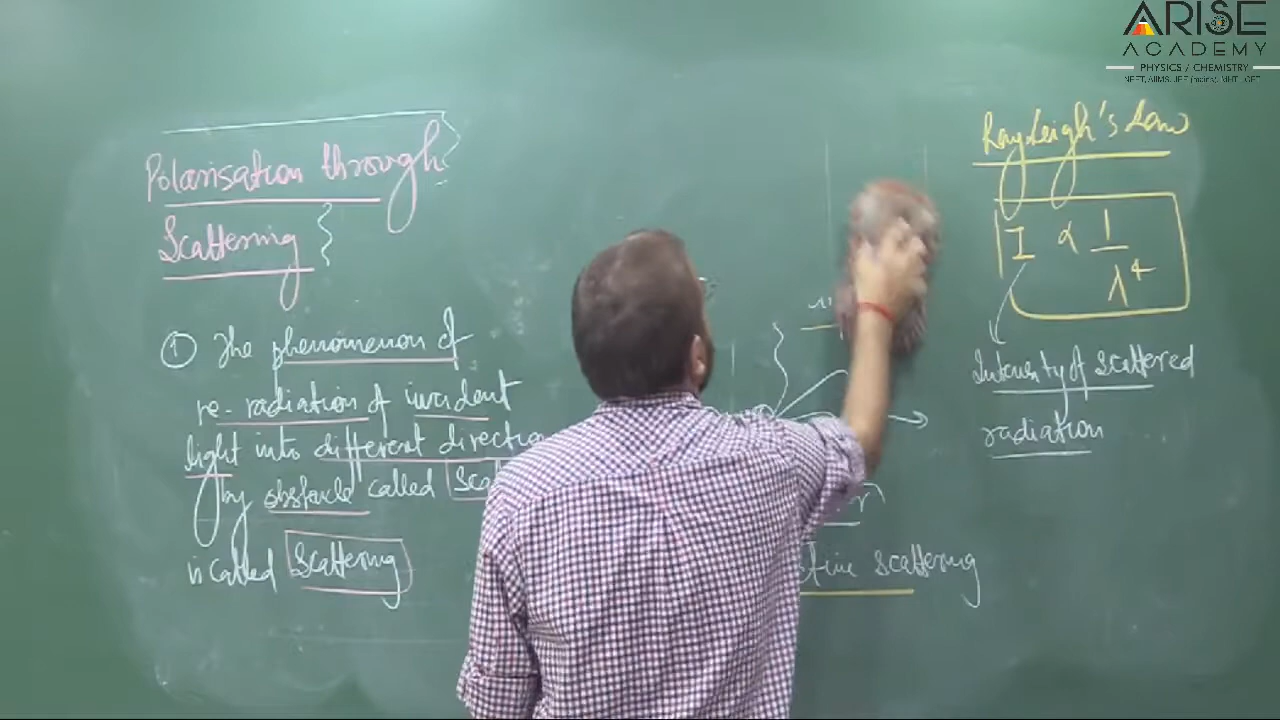 ARISE
ACADEMY
PHYSICS / CHEMISTRY
Polarisation through
Scattering
① The phenomenon of
re-radiation of incident
light into different directio
by obstacle called
is called Scattering
scattering
Rayleigh's Law
I ∝ 1/λ⁴
Intensity of scattered
radiation